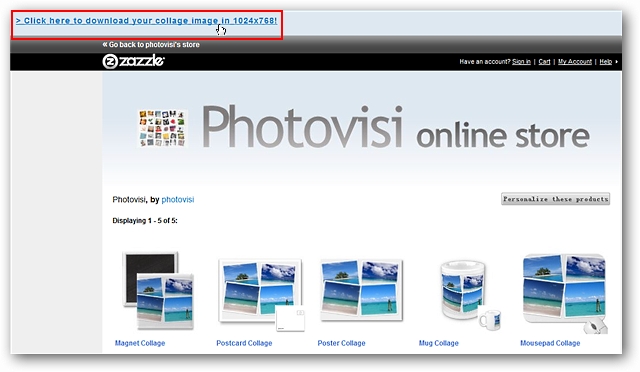 > Click here to download your collage image in 1024x768!
« Go back to photovisi's store
zazzle
Have an account? Sign in | Cart | My Account | Help
Photovisi online store
Photovisi, by photovisi
Personalize these products
Displaying 1 - 5 of 5:
Magnet Collage
Postcard Collage
Poster Collage
Mug Collage
Mousepad Collage